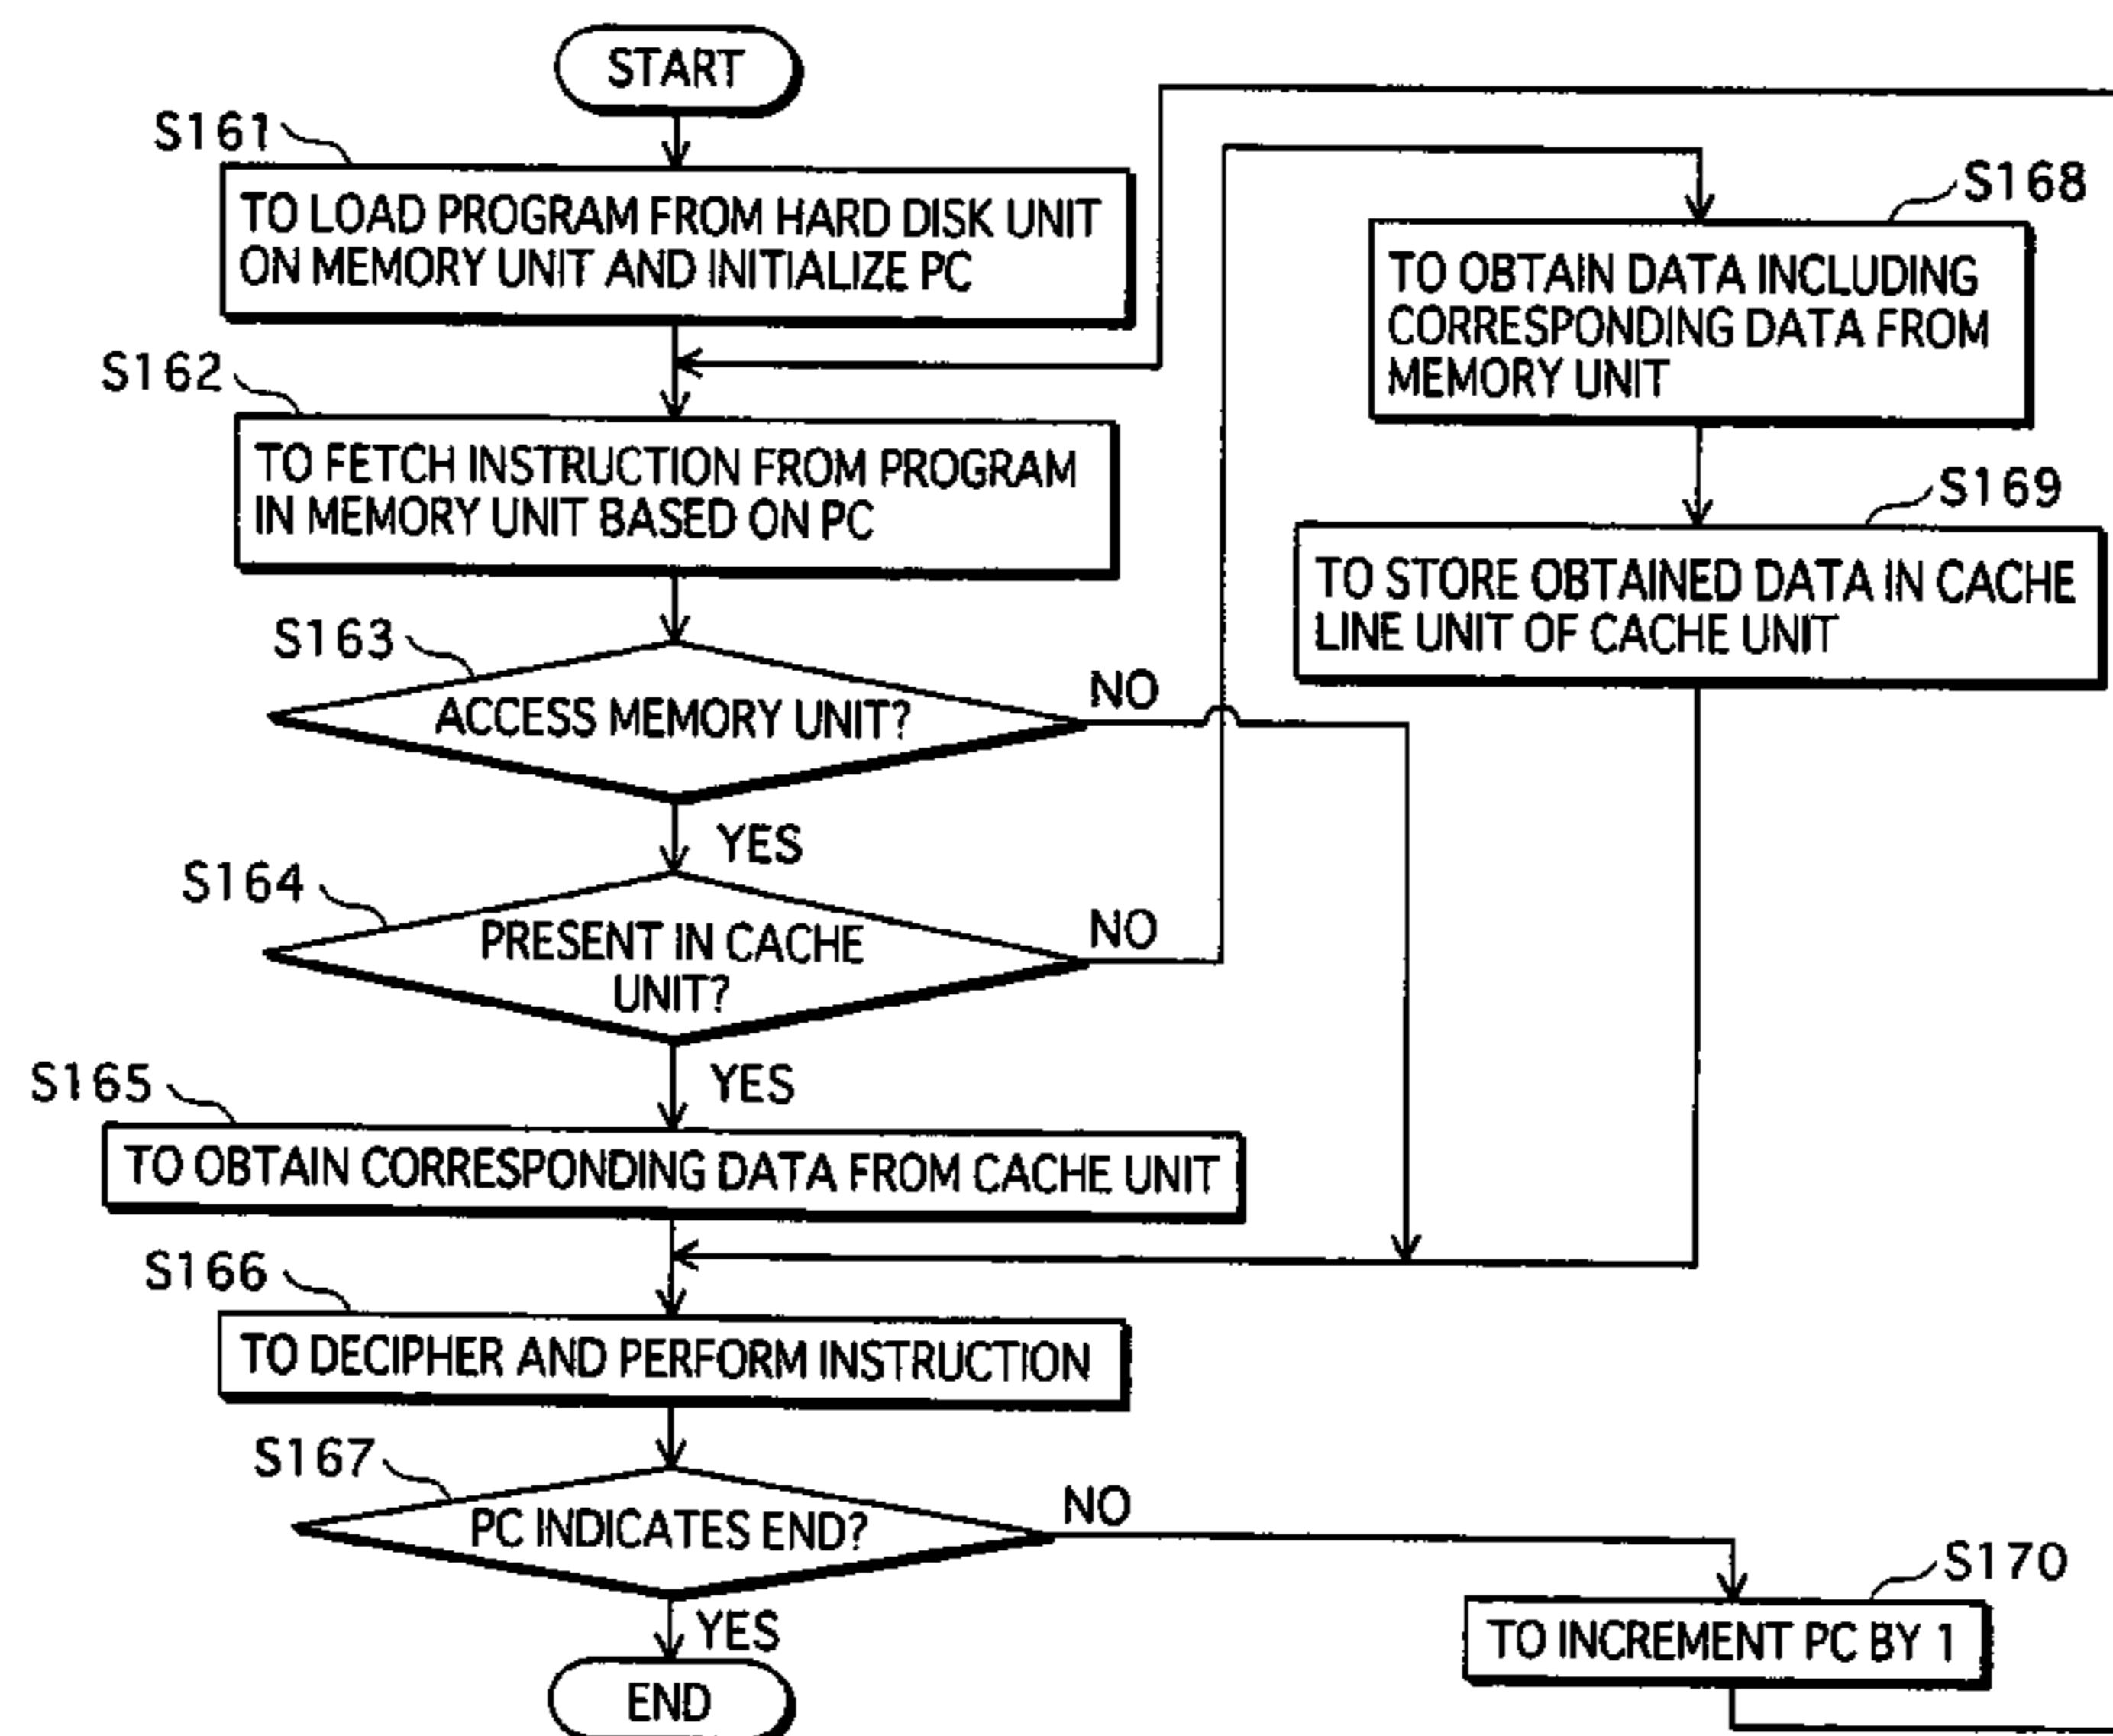 START
S161
TO LOAD PROGRAM FROM HARD DISK UNIT
ON MEMORY UNIT AND INITIALIZE PC
S162
TO FETCH INSTRUCTION FROM PROGRAM
IN MEMORY UNIT BASED ON PC
S163
ACCESS MEMORY UNIT?
NO
YES
S164
PRESENT IN CACHE
UNIT?
NO
YES
S165
TO OBTAIN CORRESPONDING DATA FROM CACHE UNIT
S166
TO DECIPHER AND PERFORM INSTRUCTION
S167
PC INDICATES END?
NO
YES
END
S168
TO OBTAIN DATA INCLUDING
CORRESPONDING DATA FROM
MEMORY UNIT
S169
TO STORE OBTAINED DATA IN CACHE
LINE UNIT OF CACHE UNIT
S170
TO INCREMENT PC BY 1